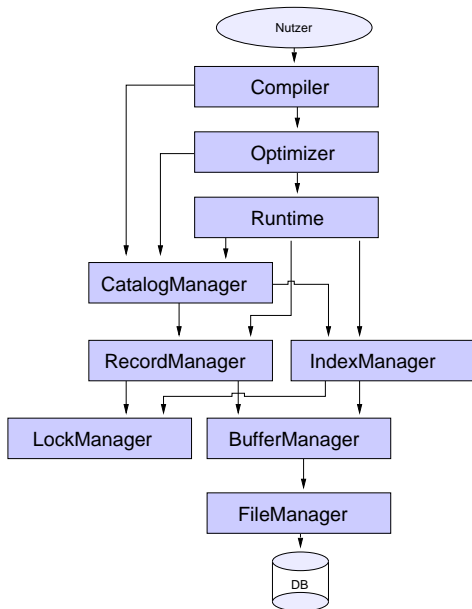 Nutzer
Compiler
Optimizer
Runtime
CatalogManager
RecordManager
IndexManager
LockManager
BufferManager
FileManager
DB